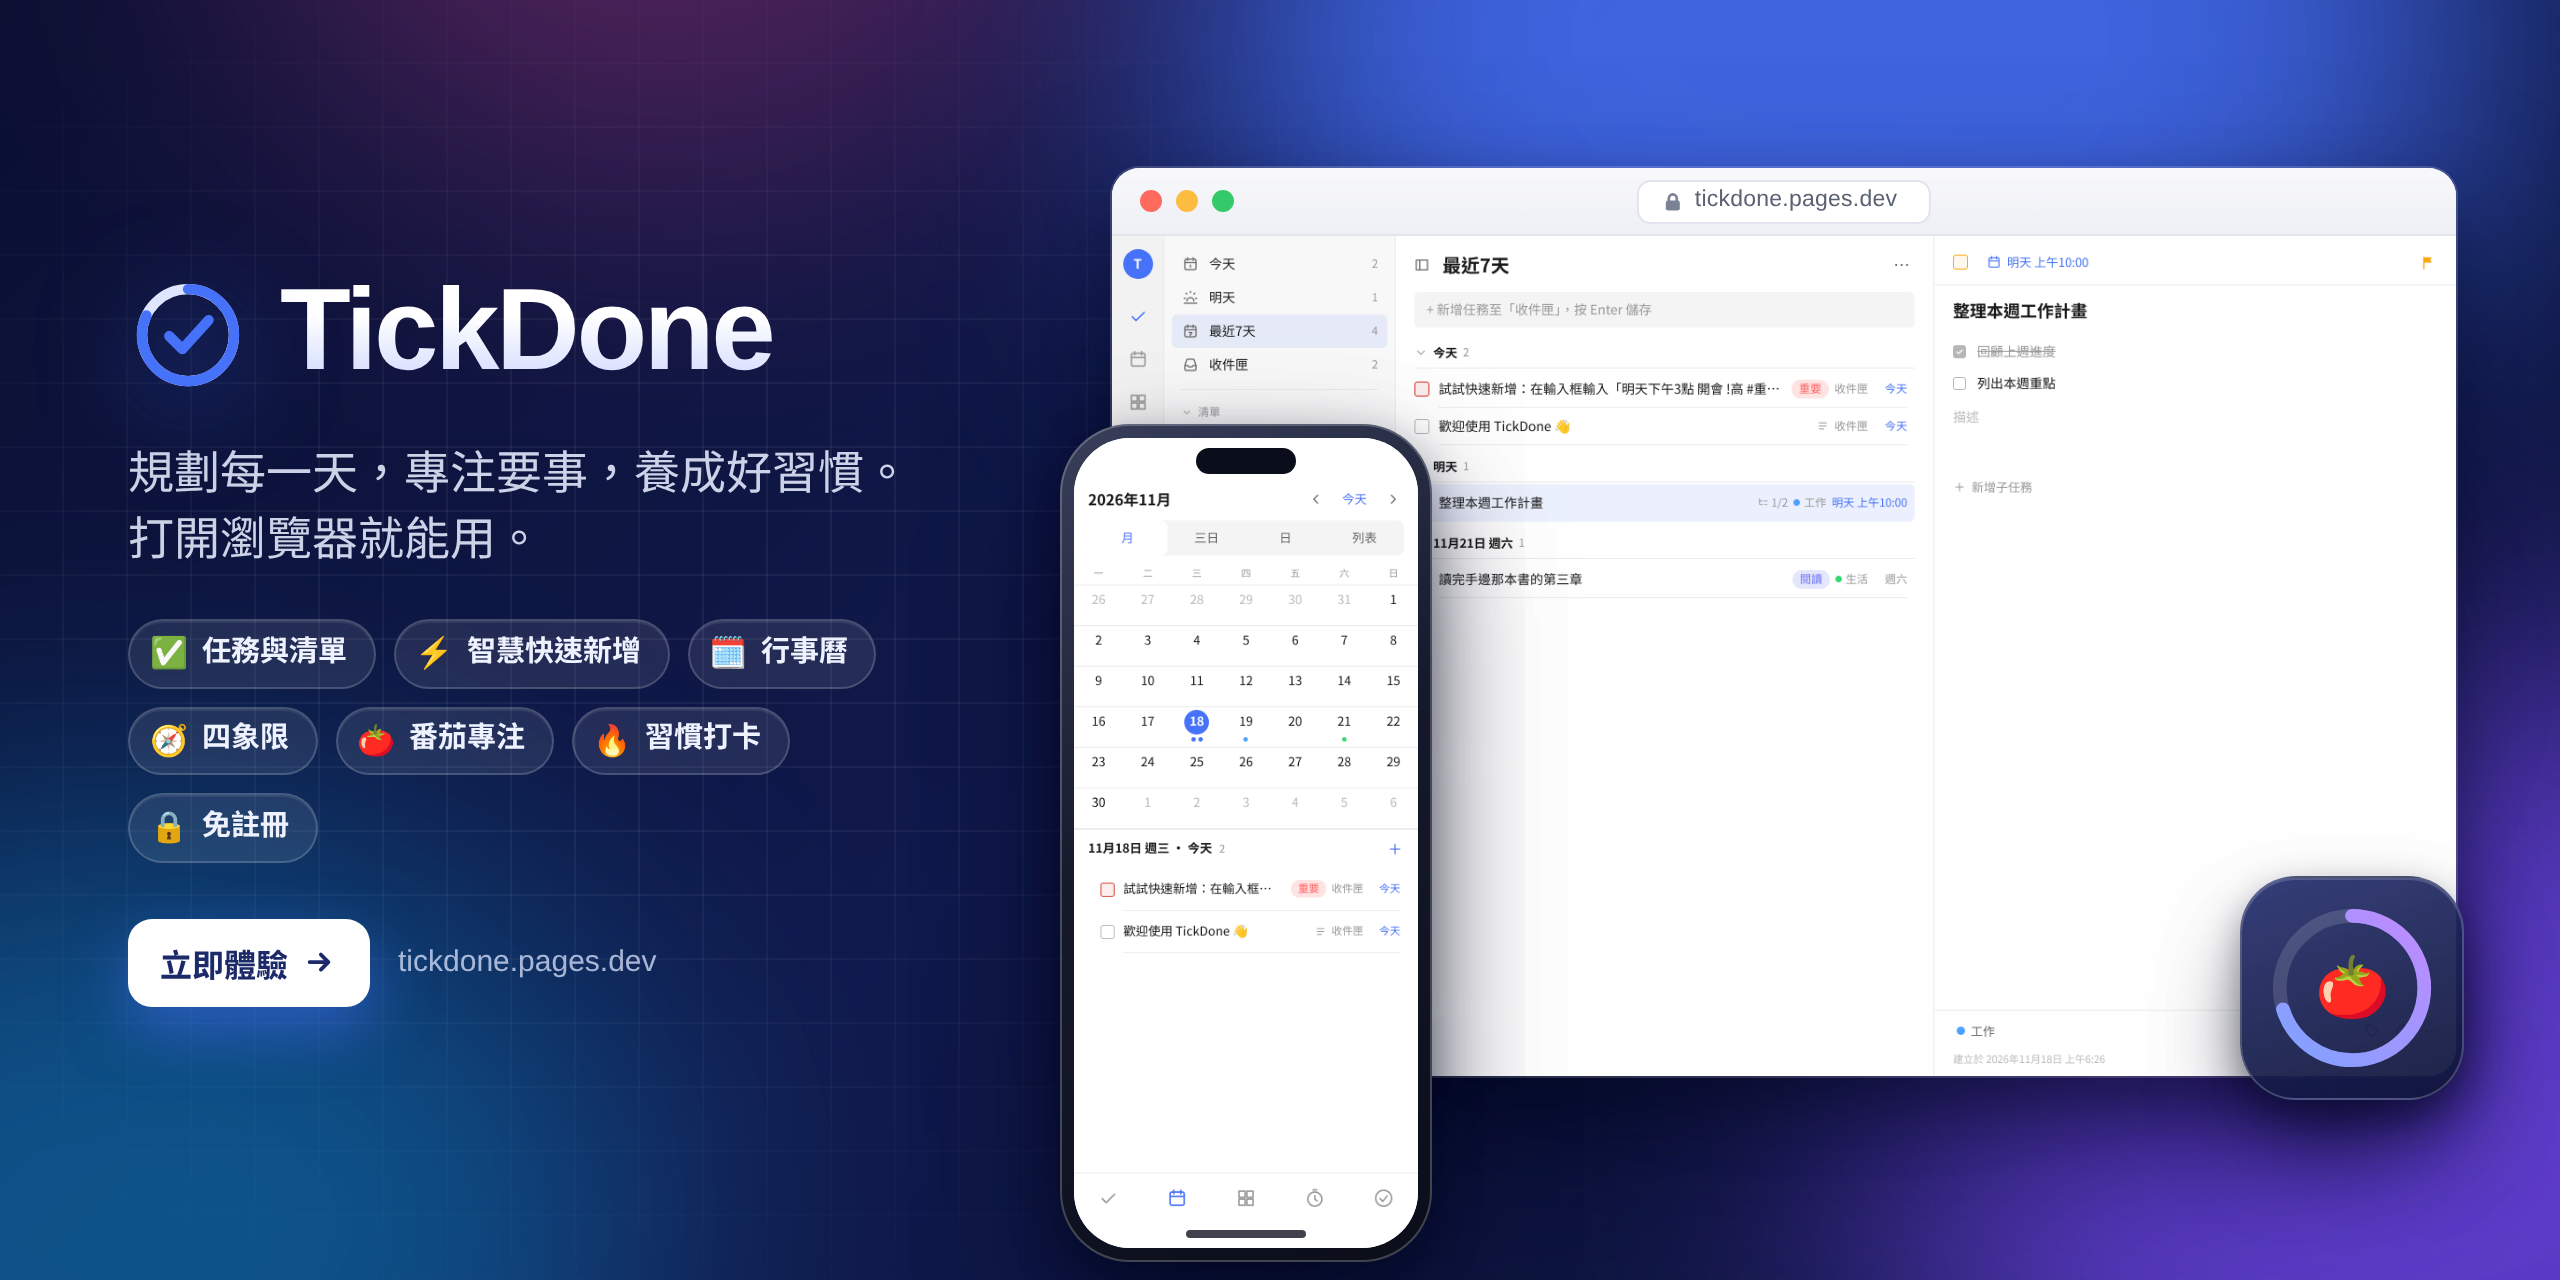 TickDone
規劃每一天，專注要事，養成好習慣。
打開瀏覽器就能用。
✅ 任務與清單
⚡ 智慧快速新增
🗓️ 行事曆
🧭 四象限
🍅 番茄專注
🔥 習慣打卡
🔒 免註冊
立即體驗 →
tickdone.pages.dev
tickdone.pages.dev
T
今天 2
明天 1
最近7天 4
收件匣 2
清單
最近7天 ···
+ 新增任務至「收件匣」，按 Enter 儲存
今天 2
試試快速新增：在輸入框輸入「明天下午3點 開會 !高 #重… 重要 收件匣 今天
歡迎使用 TickDone 👋 收件匣 今天
明天 1
整理本週工作計畫 1/2 工作 明天 上午10:00
11月21日 週六 1
讀完手邊那本書的第三章 閱讀 生活 週六
明天 上午10:00
整理本週工作計畫
回顧上週進度
列出本週重點
描述
+ 新增子任務
工作
建立於 2026年11月18日 上午6:26
2026年11月 < 今天 >
月 三日 日 列表
一 二 三 四 五 六 日
26 27 28 29 30 31 1
2 3 4 5 6 7 8
9 10 11 12 13 14 15
16 17 18 19 20 21 22
23 24 25 26 27 28 29
30 1 2 3 4 5 6
11月18日 週三 · 今天 2 +
試試快速新增：在輸入框… 重要 收件匣 今天
歡迎使用 TickDone 👋 收件匣 今天